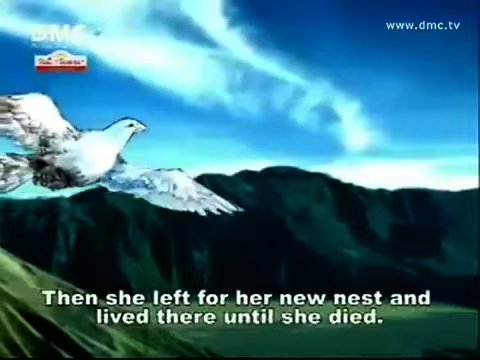 DMC
www.dmc.tv
Then she left for her new nest and
lived there until she died.